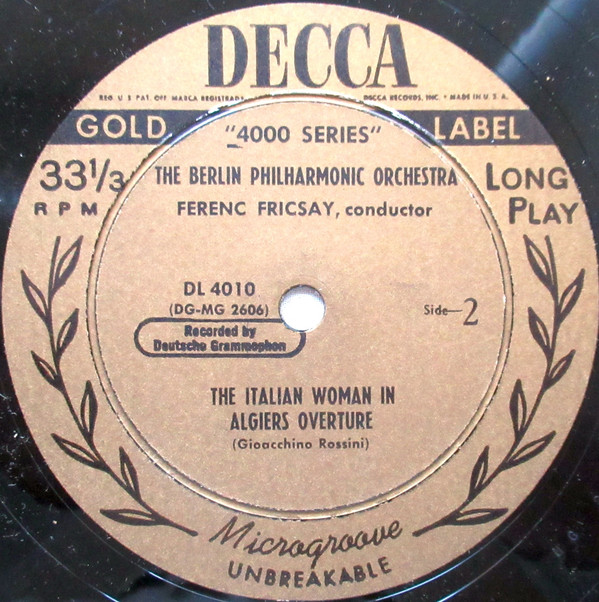 DECCA
REG. U S PAT. OFF. MARCA REGISTRADA
DECCA RECORDS, INC. • MADE IN U. S. A.
GOLD LABEL
"4000 SERIES"
33 1/3 RPM
LONG PLAY
THE BERLIN PHILHARMONIC ORCHESTRA
FERENC FRICSAY, conductor
DL 4010
(DG-MG 2606)
Side—2
Recorded by
Deutsche Grammophon
THE ITALIAN WOMAN IN
ALGIERS OVERTURE
(Gioacchino Rossini)
Microgroove
UNBREAKABLE